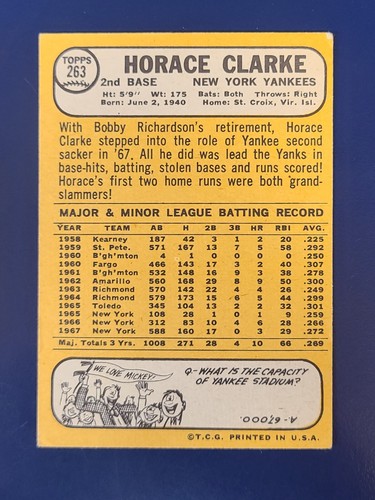 TOPPS
263
HORACE CLARKE
2nd BASE NEW YORK YANKEES
Ht: 5'9" Wt: 175 Bats: Both Throws: Right
Born: June 2, 1940 Home: St. Croix, Vir. Isl.
With Bobby Richardson's retirement, Horace
Clarke stepped into the role of Yankee second
sacker in '67. All he did was lead the Yanks in
base-hits, batting, stolen bases and runs scored!
Horace's first two home runs were both grand-
slammers!
MAJOR & MINOR LEAGUE BATTING RECORD
YEAR TEAM AB H 2B 3B HR RBI AVG.
1958 Kearney 187 42 3 1 2 20 .225
1959 St. Pete. 571 167 13 7 5 58 .292
1960 B'gh'mton 4 1 0 0 0 0 .250
1960 Fargo 466 143 17 3 2 40 .307
1961 B'gh'mton 532 148 16 9 3 38 .278
1962 Amarillo 560 168 29 8 9 50 .300
1963 Richmond 570 142 22 4 4 26 .249
1964 Richmond 579 173 15 6 5 44 .299
1965 Toledo 345 104 13 2 2 32 .301
1965 New York 108 28 1 0 1 9 .259
1966 New York 312 83 10 4 6 28 .266
1967 New York 588 160 17 0 3 29 .272
Maj. Totals 3 Yrs. 1008 271 28 4 10 66 .269
WE LOVE MICKEY!
Q-WHAT IS THE CAPACITY
OF YANKEE STADIUM?
A-67,000.
©T.C.G. PRINTED IN U.S.A.